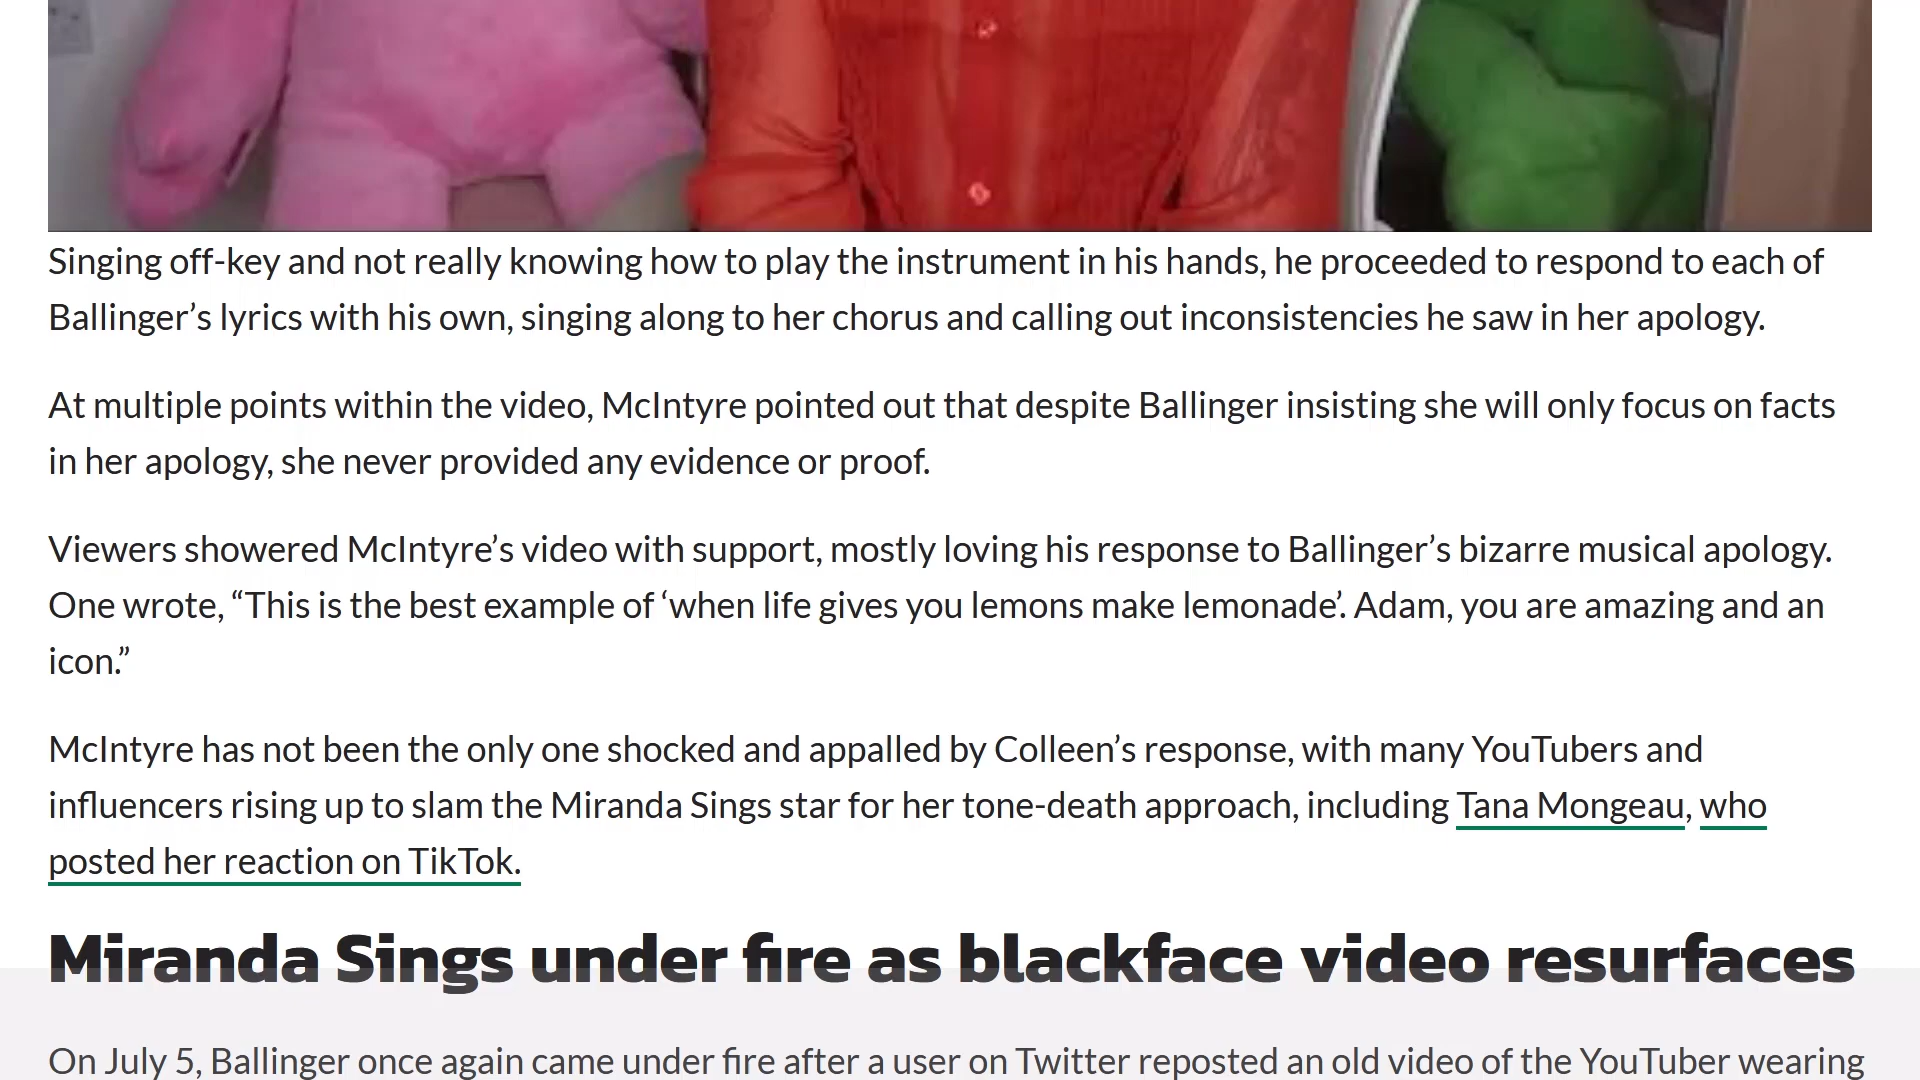 Singing off-key and not really knowing how to play the instrument in his hands, he proceeded to respond to each of
Ballinger’s lyrics with his own, singing along to her chorus and calling out inconsistencies he saw in her apology.
At multiple points within the video, McIntyre pointed out that despite Ballinger insisting she will only focus on facts
in her apology, she never provided any evidence or proof.
Viewers showered McIntyre’s video with support, mostly loving his response to Ballinger’s bizarre musical apology.
One wrote, “This is the best example of ‘when life gives you lemons make lemonade’. Adam, you are amazing and an
icon.”
McIntyre has not been the only one shocked and appalled by Colleen’s response, with many YouTubers and
influencers rising up to slam the Miranda Sings star for her tone-death approach, including Tana Mongeau, who
posted her reaction on TikTok.
Miranda Sings under fire as blackface video resurfaces
On July 5, Ballinger once again came under fire after a user on Twitter reposted an old video of the YouTuber wearing